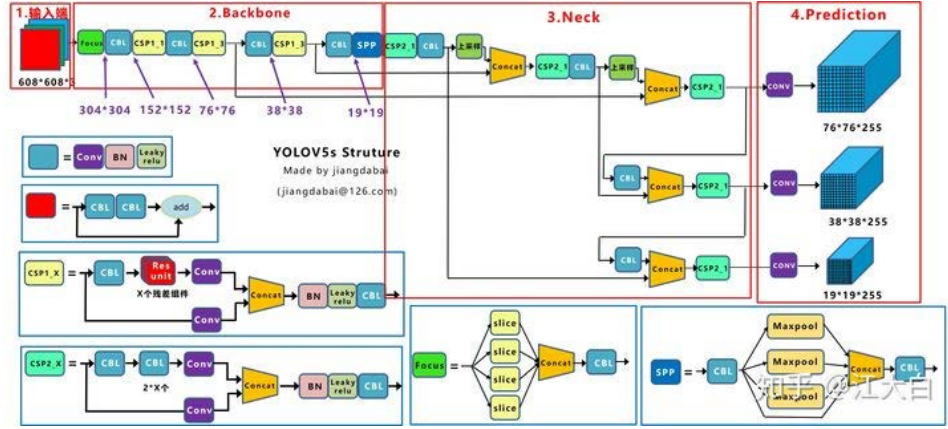 1.输入端
2.Backbone
3.Neck
4.Prediction
608*608*3
Focus
CBL
CSP1_1
CBL
CSP1_3
CBL
CSP1_3
CBL
SPP
CSP2_1
CBL
上采样
Concat
CSP2_1
CBL
上采样
Concat
CSP2_1
CONV
304*304
152*152
76*76
38*38
19*19
76*76*255
YOLOV5s Struture
Made by jiangdabai
(jiangdabai@126.com)
CBL
Concat
CSP2_1
CONV
38*38*255
CBL
Concat
CSP2_1
CONV
19*19*255
=
Conv
BN
Leaky
relu
=
CBL
CBL
add
CSP1_X
=
CBL
Res
unit
X个残差组件
Conv
Conv
Concat
BN
Leaky
relu
CBL
CSP2_X
=
CBL
CBL
2*X个
Conv
Conv
Concat
BN
Leaky
relu
CBL
Focus
=
slice
slice
slice
slice
Concat
CBL
SPP
=
CBL
Maxpool
Maxpool
Maxpool
Concat
CBL
知乎 @江大白